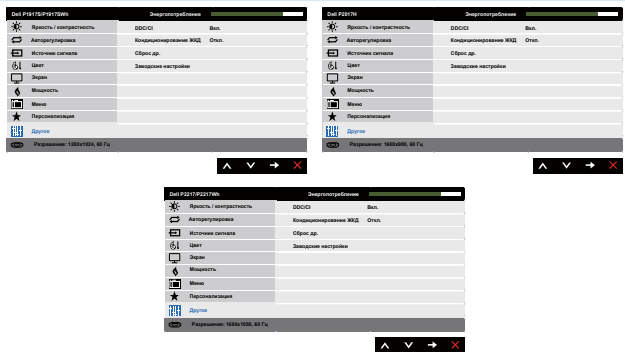 Dell P1917S/P1917SWh Энергопотребление
Яркость / контрастность DDC/CI Вкл.
Авторегулировка Кондиционирование ЖКД Откл.
Источник сигнала Сброс др.
Цвет Заводские настройки
Экран
Мощность
Меню
Персонализация
Другое
Разрешение: 1280x1024, 60 Гц
Dell P2017H Энергопотребление
Яркость / контрастность DDC/CI Вкл.
Авторегулировка Кондиционирование ЖКД Откл.
Источник сигнала Сброс др.
Цвет Заводские настройки
Экран
Мощность
Меню
Персонализация
Другое
Разрешение: 1600x900, 60 Гц
Dell P2217/P2217Wh Энергопотребление
Яркость / контрастность DDC/CI Вкл.
Авторегулировка Кондиционирование ЖКД Откл.
Источник сигнала Сброс др.
Цвет Заводские настройки
Экран
Мощность
Меню
Персонализация
Другое
Разрешение: 1680x1050, 60 Гц